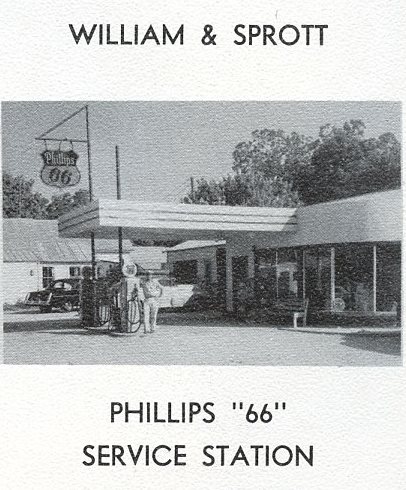 WILLIAM & SPROTT
Phillips
66
PHILLIPS "66"
SERVICE STATION